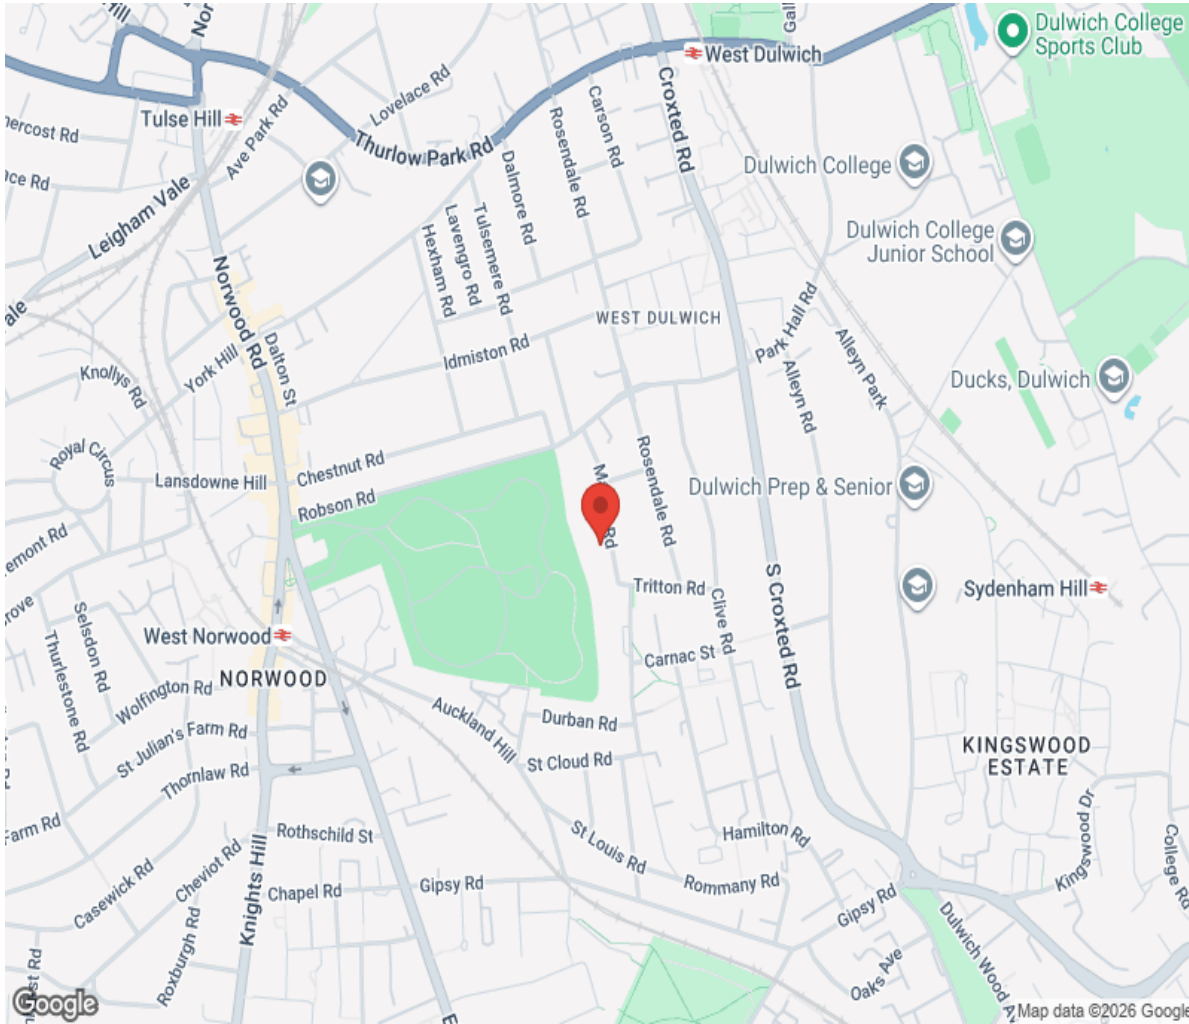 Hill
Dulwich College
Sports Club
West Dulwich
Lovelace Rd
Tulse Hill
Ave Park Rd
Thurlow Park Rd
Carson Rd
Croxted Rd
Rosendale Rd
Dalmore Rd
Dulwich College
Leigham Vale
Lavengro Rd
Tulsemere Rd
Hexham Rd
Dulwich College
Junior School
Norwood Rd
WEST DULWICH
Park Hall Rd
Alleyn Park
Alleyn Rd
Idmiston Rd
Dalton St
York Hill
Knollys Rd
Ducks, Dulwich
Royal Circus
Lansdowne Hill
Chestnut Rd
Robson Rd
Rosendale Rd
Dulwich Prep & Senior
Rd
Tritton Rd
Clive Rd
S Croxted Rd
Sydenham Hill
Selsdon Rd
Thurlestone Rd
West Norwood
NORWOOD
Carnac St
Wolfington Rd
Auckland Hill
Durban Rd
St Julian's Farm Rd
St Cloud Rd
Thornlaw Rd
KINGSWOOD
ESTATE
Farm Rd
Rothschild St
St Louis Rd
Hamilton Rd
Kingswood Dr
College Rd
Casewick Rd
Cheviot Rd
Knights Hill
Chapel Rd
Gipsy Rd
Rommany Rd
Gipsy Rd
Roxburgh Rd
Dulwich Wood Av
Oaks Ave
Google
Map data ©2026 Google